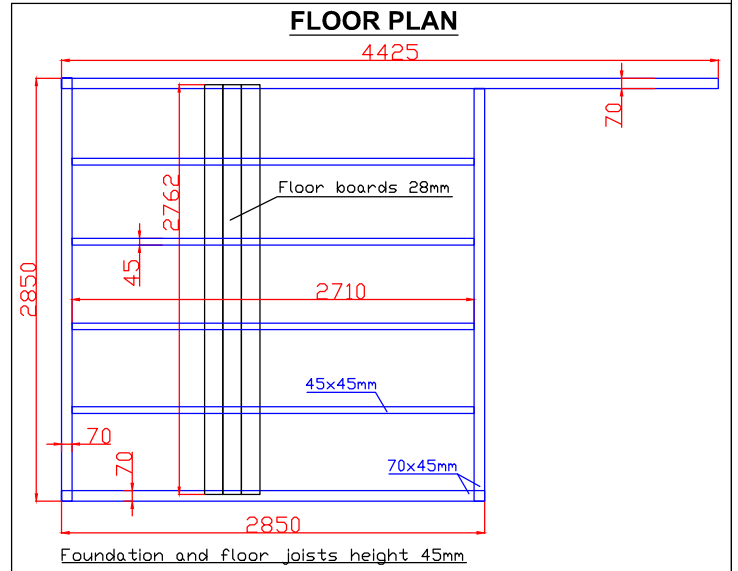 FLOOR PLAN
4425
70
2762
Floor boards 28mm
45
2850
2710
45x45mm
70
70
70x45mm
2850
Foundation and floor joists height 45mm